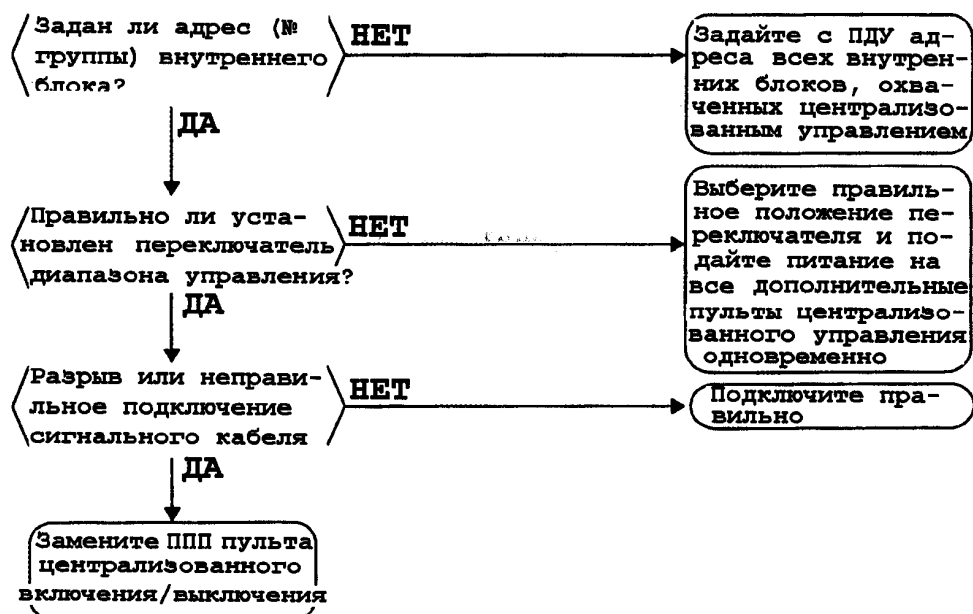 Задан ли адрес (№
группы) внутреннего
блока?
НЕТ
Задайте с ПДУ ад-
реса всех внутрен-
них блоков, охва-
ченных централизо-
ванным управлением
ДА
Правильно ли уста-
новлен переключатель
диапазона управления?
НЕТ
Выберите правиль-
ное положение пе-
реключателя и по-
дайте питание на
все дополнительные
пульты централизо-
ванного управления
одновременно
ДА
Разрыв или неправи-
льное подключение
сигнального кабеля
НЕТ
Подключите пра-
вильно
ДА
Замените ППП пульта
централизованного
включения/выключения